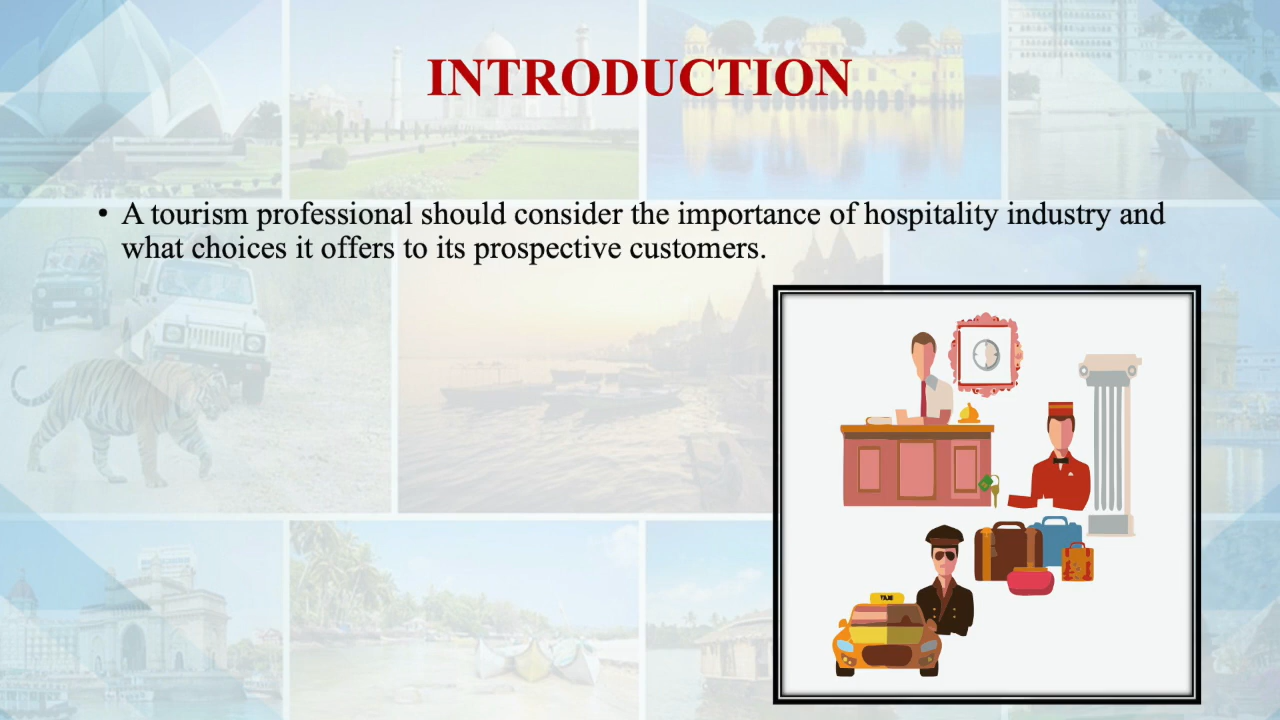 INTRODUCTION
• A tourism professional should consider the importance of hospitality industry and
what choices it offers to its prospective customers.
TAXI